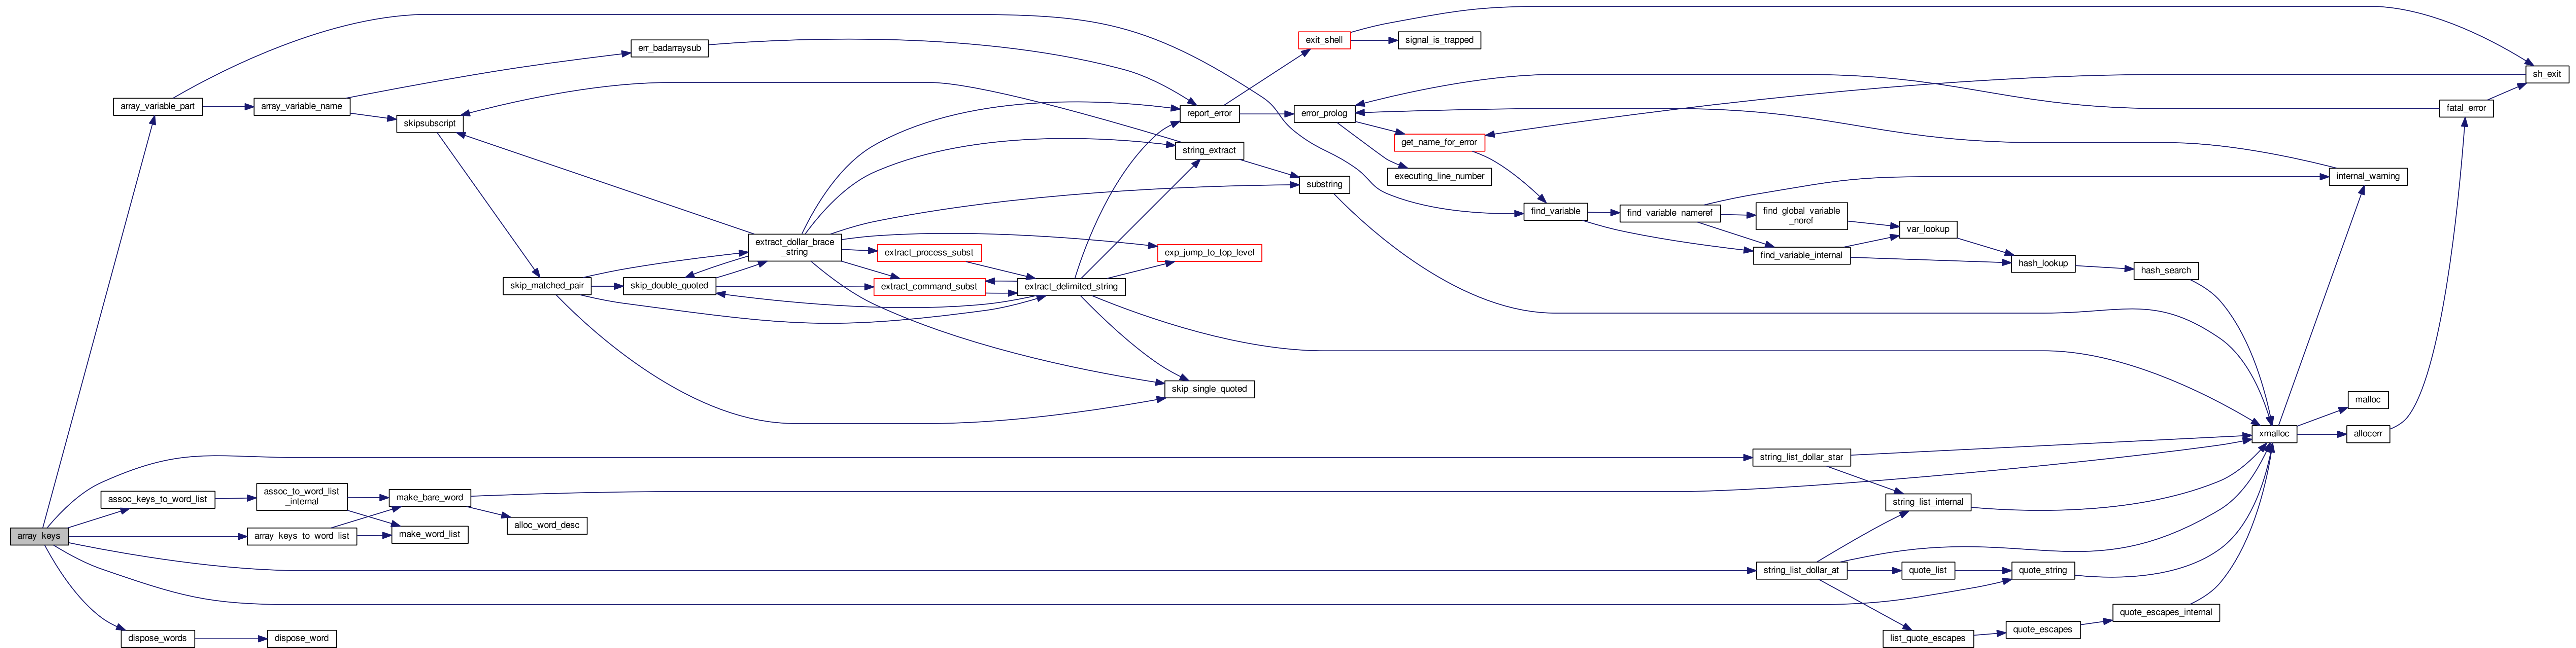 array_keys
array_variable_part
array_variable_name
err_badarraysub
skipsubscript
skip_matched_pair
skip_double_quoted
extract_dollar_brace
_string
extract_process_subst
extract_command_subst
extract_delimited_string
report_error
string_extract
exp_jump_to_top_level
skip_single_quoted
exit_shell
signal_is_trapped
error_prolog
get_name_for_error
executing_line_number
substring
find_variable
find_variable_nameref
find_global_variable
_noref
find_variable_internal
var_lookup
hash_lookup
hash_search
internal_warning
fatal_error
sh_exit
xmalloc
malloc
allocerr
assoc_keys_to_word_list
assoc_to_word_list
_internal
array_keys_to_word_list
make_bare_word
make_word_list
alloc_word_desc
string_list_dollar_star
string_list_internal
string_list_dollar_at
quote_list
quote_string
list_quote_escapes
quote_escapes
quote_escapes_internal
dispose_words
dispose_word